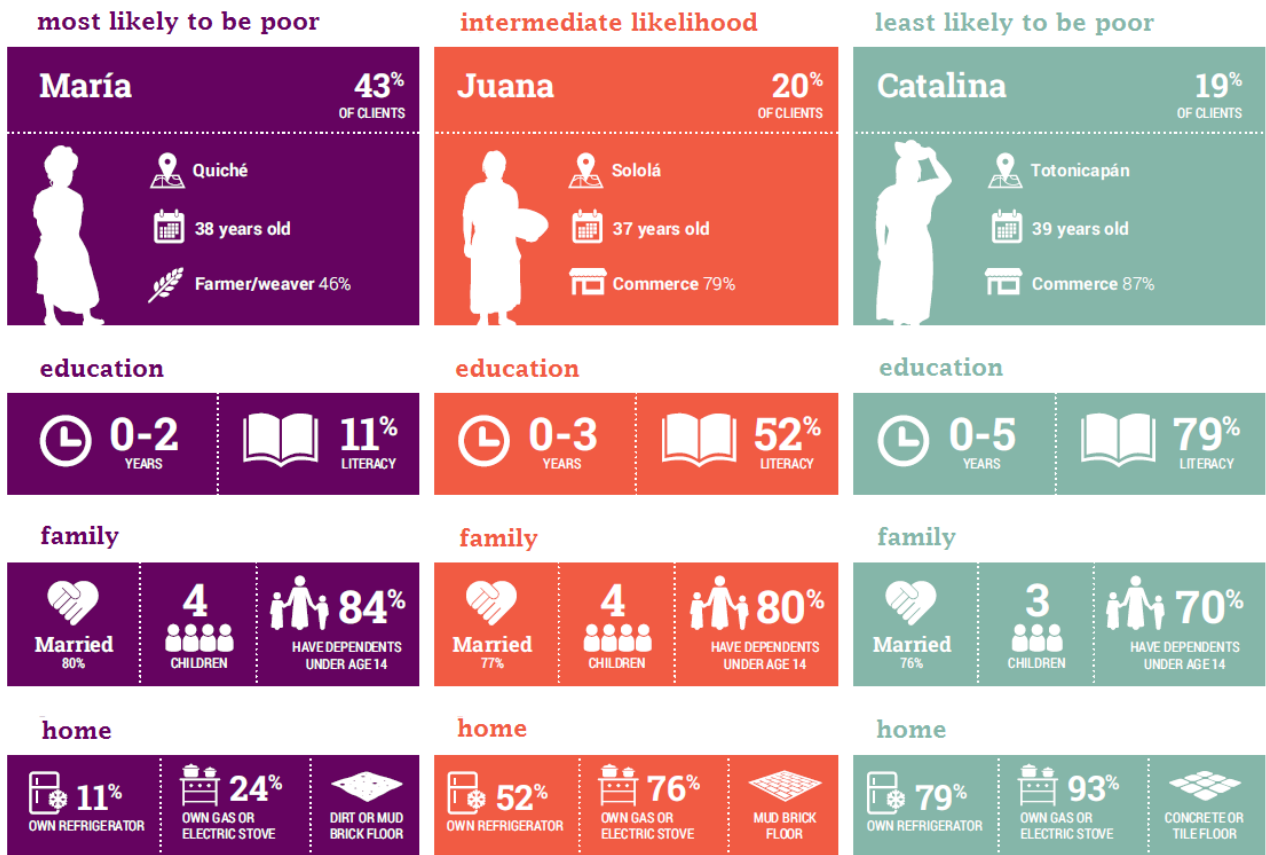 most likely to be poor
María
43%
OF CLIENTS
Quiché
38 years old
Farmer/weaver 46%
education
0-2
YEARS
11%
LITERACY
family
Married
80%
4
CHILDREN
84%
HAVE DEPENDENTS
UNDER AGE 14
home
11%
OWN REFRIGERATOR
24%
OWN GAS OR
ELECTRIC STOVE
DIRT OR MUD
BRICK FLOOR
intermediate likelihood
Juana
20%
OF CLIENTS
Sololá
37 years old
Commerce 79%
education
0-3
YEARS
52%
LITERACY
family
Married
77%
4
CHILDREN
80%
HAVE DEPENDENTS
UNDER AGE 14
home
52%
OWN REFRIGERATOR
76%
OWN GAS OR
ELECTRIC STOVE
MUD BRICK
FLOOR
least likely to be poor
Catalina
19%
OF CLIENTS
Totonicapán
39 years old
Commerce 87%
education
0-5
YEARS
79%
LITERACY
family
Married
76%
3
CHILDREN
70%
HAVE DEPENDENTS
UNDER AGE 14
home
79%
OWN REFRIGERATOR
93%
OWN GAS OR
ELECTRIC STOVE
CONCRETE OR
TILE FLOOR